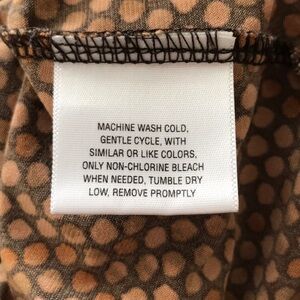 MACHINE WASH COLD,
GENTLE CYCLE, WITH
SIMILAR OR LIKE COLORS,
ONLY NON-CHLORINE BLEACH
WHEN NEEDED, TUMBLE DRY
LOW, REMOVE PROMPTLY